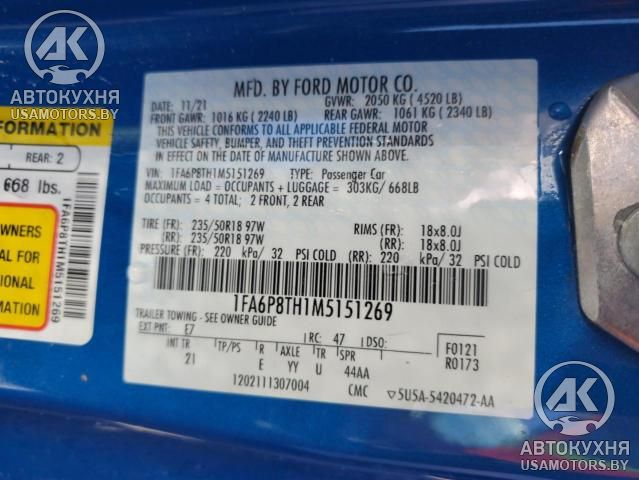 АК
АВТОКУХНЯ
USAMOTORS.BY
FORMATION
REAR: 2
668 lbs.
WNERS
AL FOR
IONAL
MATION
1FA6P8TH1M5151269
MFD. BY FORD MOTOR CO.
DATE: 11/21 GVWR: 2050 KG (4520 LB)
FRONT GAWR: 1016 KG (2240 LB) REAR GAWR: 1061 KG (2340 LB)
THIS VEHICLE CONFORMS TO ALL APPLICABLE FEDERAL MOTOR
VEHICLE SAFETY, BUMPER, AND THEFT PREVENTION STANDARDS
IN EFFECT ON THE DATE OF MANUFACTURE SHOWN ABOVE.
VIN: 1FA6P8TH1M5151269 TYPE: Passenger Car
MAXIMUM LOAD = OCCUPANTS + LUGGAGE = 303KG/ 668LB
OCCUPANTS = 4 TOTAL; 2 FRONT, 2 REAR
TIRE (FR): 235/50R18 97W RIMS (FR): 18x8.0J
(RR): 235/50R18 97W (RR): 18x8.0J
PRESSURE (FR): 220 kPa/ 32 PSI COLD (RR): 220 kPa/ 32 PSI COLD
1FA6P8TH1M5151269
TRAILER TOWING - SEE OWNER GUIDE
EXT PNT: E7 RC: 47 DSO: F0121
INT TR TP/PS R AXLE TR SPR R0173
21 E YY U 44AA
1202111307004 CMC 5U5A-5420472-AA
АК
АВТОКУХНЯ
USAMOTORS.BY